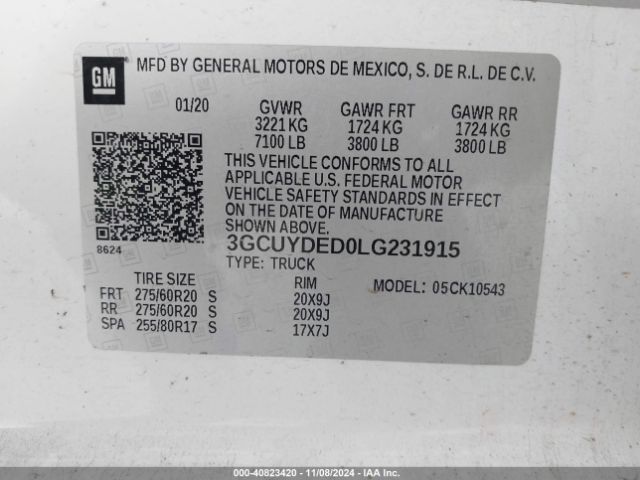 GM
MFD BY GENERAL MOTORS DE MEXICO, S. DE R.L. DE C.V.
01/20 GVWR GAWR FRT GAWR RR
3221 KG 1724 KG 1724 KG
7100 LB 3800 LB 3800 LB
THIS VEHICLE CONFORMS TO ALL
APPLICABLE U.S. FEDERAL MOTOR
VEHICLE SAFETY STANDARDS IN EFFECT
ON THE DATE OF MANUFACTURE
SHOWN ABOVE.
8624 3GCUYDED0LG231915
TYPE: TRUCK
TIRE SIZE RIM MODEL: 05CK10543
FRT 275/60R20 S 20X9J
RR 275/60R20 S 20X9J
SPA 255/80R17 S 17X7J
000-40823420 - 11/08/2024 - IAA Inc.